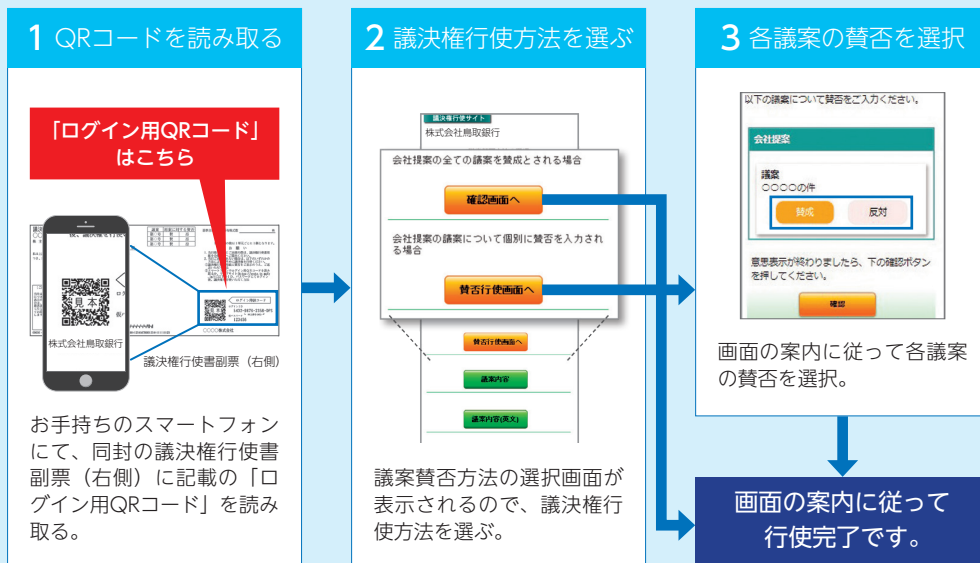 1 QRコードを読み取る
「ログイン用QRコード」
はこちら
見本
株式会社鳥取銀行
見本
○○○○株式会社
議決権行使書副票（右側）
お手持ちのスマートフォン
にて、同封の議決権行使書
副票（右側）に記載の「ロ
グイン用QRコード」を読み
取る。
2 議決権行使方法を選ぶ
議決権行使サイト
株式会社鳥取銀行
会社提案の全ての議案を賛成とされる場合
確認画面へ
会社提案の議案について個別に賛否を入力され
る場合
賛否行使画面へ
賛否行使画面へ
議案内容
議案内容(英文)
議案賛否方法の選択画面が
表示されるので、議決権行
使方法を選ぶ。
3 各議案の賛否を選択
以下の議案について賛否をご入力ください。
会社提案
議案
○○○○の件
賛成
反対
意思表示が終わりましたら、下の確認ボタン
を押してください。
確認
画面の案内に従って各議案
の賛否を選択。
画面の案内に従って
行使完了です。